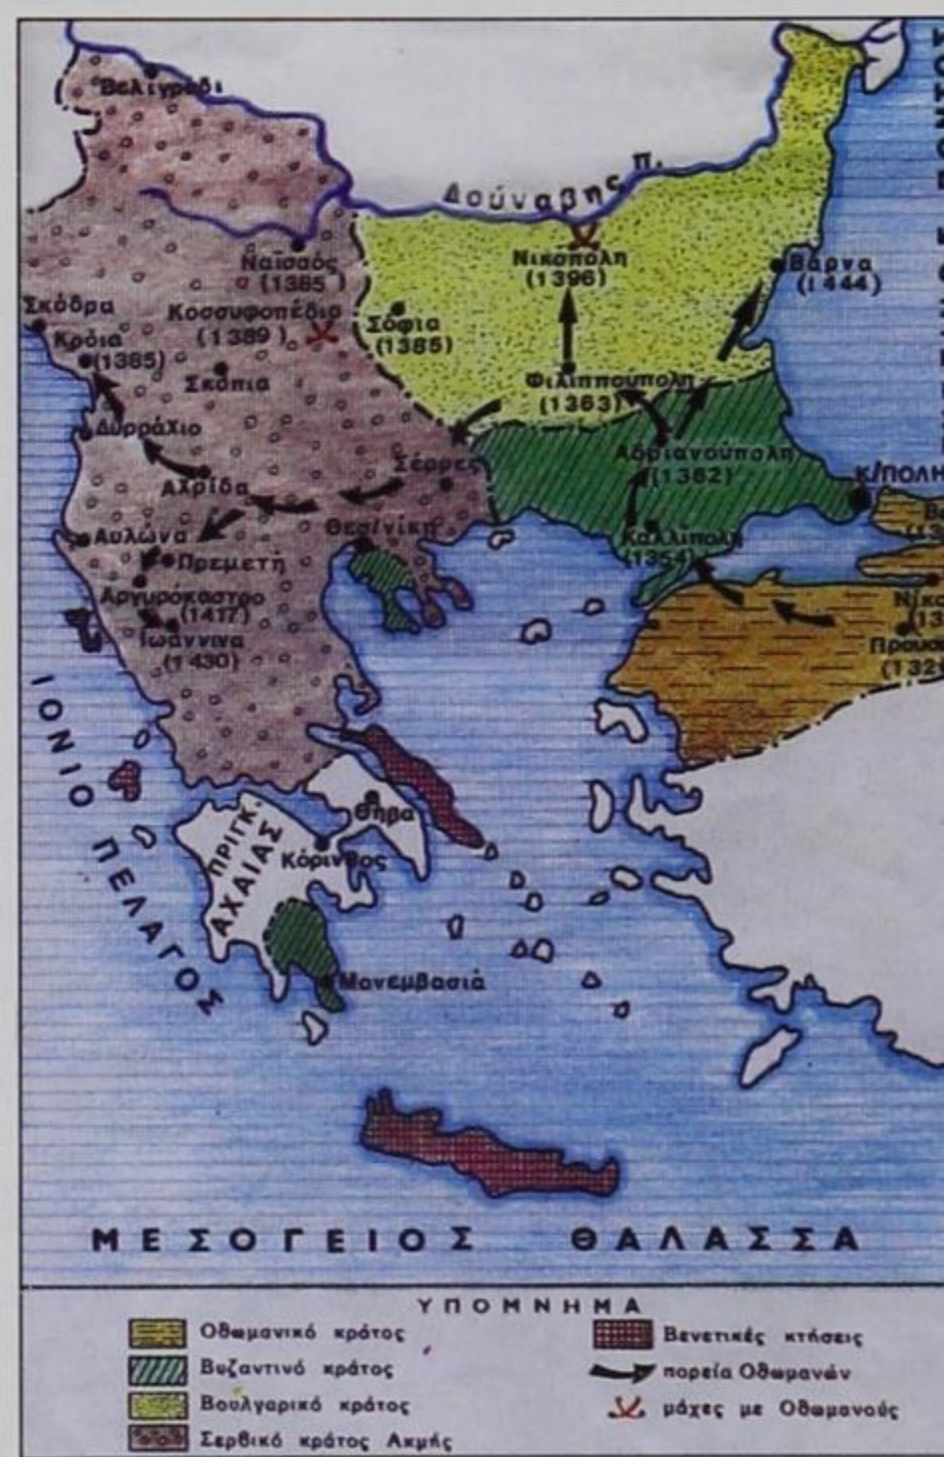 Βελιγράδι
Δούναβης π.
Ναϊσσός
(1385)
Νικόπολη
(1396)
Βάρνα
(1444)
Σκόδρα
Κοσσυφοπέδιο
(1389)
Σόφια
(1385)
Κρόια
(1385)
Σκόπια
Φιλιππούπολη
(1363)
Δυρράχιο
Σέρρες
Αδριανούπολη
(1362)
Αχρίδα
Κ/ΠΟΛΗ
Αυλώνα
Θεσ/νίκη
Καλλίπολη
(1354)
Πρεμετή
Αργυρόκαστρο
(1417)
Ιωάννινα
(1430)
ΙΟΝΙΟ ΠΕΛΑΓΟΣ
Θήβα
ΠΡΙΓΚ.
ΑΧΑΙΑΣ
Κόρινθος
Μονεμβασιά
ΜΕΣΟΓΕΙΟΣ ΘΑΛΑΣΣΑ
ΥΠΟΜΝΗΜΑ
Οθωμανικό κράτος
Βυζαντινό κράτος
Βουλγαρικό κράτος
Σερβικό κράτος Ακμής
Βενετικές κτήσεις
πορεία Οθωμανών
μάχες με Οθωμανούς